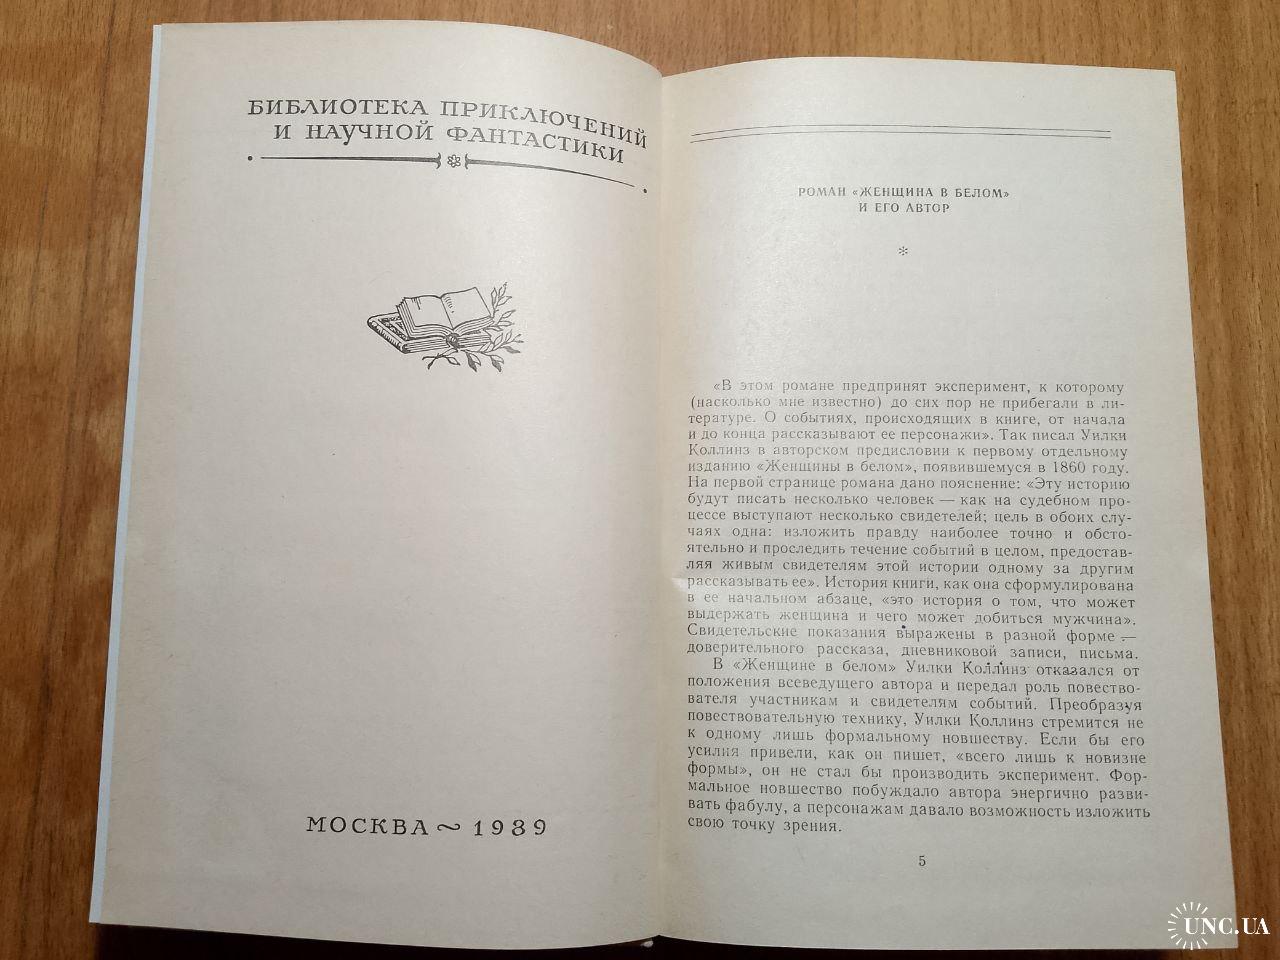 БИБЛИОТЕКА ПРИКЛЮЧЕНИЙ
И НАУЧНОЙ ФАНТАСТИКИ
МОСКВА ~ 1989
РОМАН «ЖЕНЩИНА В БЕЛОМ»
И ЕГО АВТОР
*
«В этом романе предпринят эксперимент, к которому
(насколько мне известно) до сих пор не прибегали в ли-
тературе. О событиях, происходящих в книге, от начала
и до конца рассказывают ее персонажи». Так писал Уилки
Коллинз в авторском предисловии к первому отдельному
изданию «Женщины в белом», появившемуся в 1860 году.
На первой странице романа дано пояснение: «Эту историю
будут писать несколько человек — как на судебном про-
цессе выступают несколько свидетелей; цель в обоих слу-
чаях одна: изложить правду наиболее точно и обсто-
ятельно и проследить течение событий в целом, предостав-
ляя живым свидетелям этой истории одному за другим
рассказывать ее». История книги, как она сформулирована
в ее начальном абзаце, «это история о том, что может
выдержать женщина и чего может добиться мужчина».
Свидетельские показания выражены в разной форме —
доверительного рассказа, дневниковой записи, письма.
В «Женщине в белом» Уилки Коллинз отказался от
положения всеведущего автора и передал роль повество-
вателя участникам и свидетелям событий. Преобразуя
повествовательную технику, Уилки Коллинз стремится не
к одному лишь формальному новшеству. Если бы его
усилия привели, как он пишет, «всего лишь к новизне
формы», он не стал бы производить эксперимент. Фор-
мальное новшество побуждало автора энергично разви-
вать фабулу, а персонажам давало возможность изложить
свою точку зрения.
5
UNC.UA